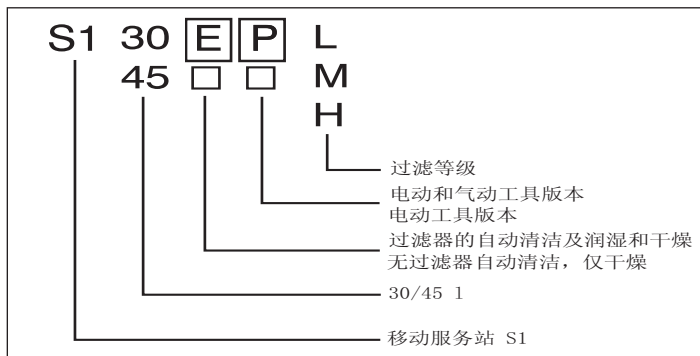 S1 30 E P L
45 □ □ M
H
过滤等级
电动和气动工具版本
电动工具版本
过滤器的自动清洁及润湿和干燥
无过滤器自动清洁，仅干燥
30/45 l
移动服务站 S1